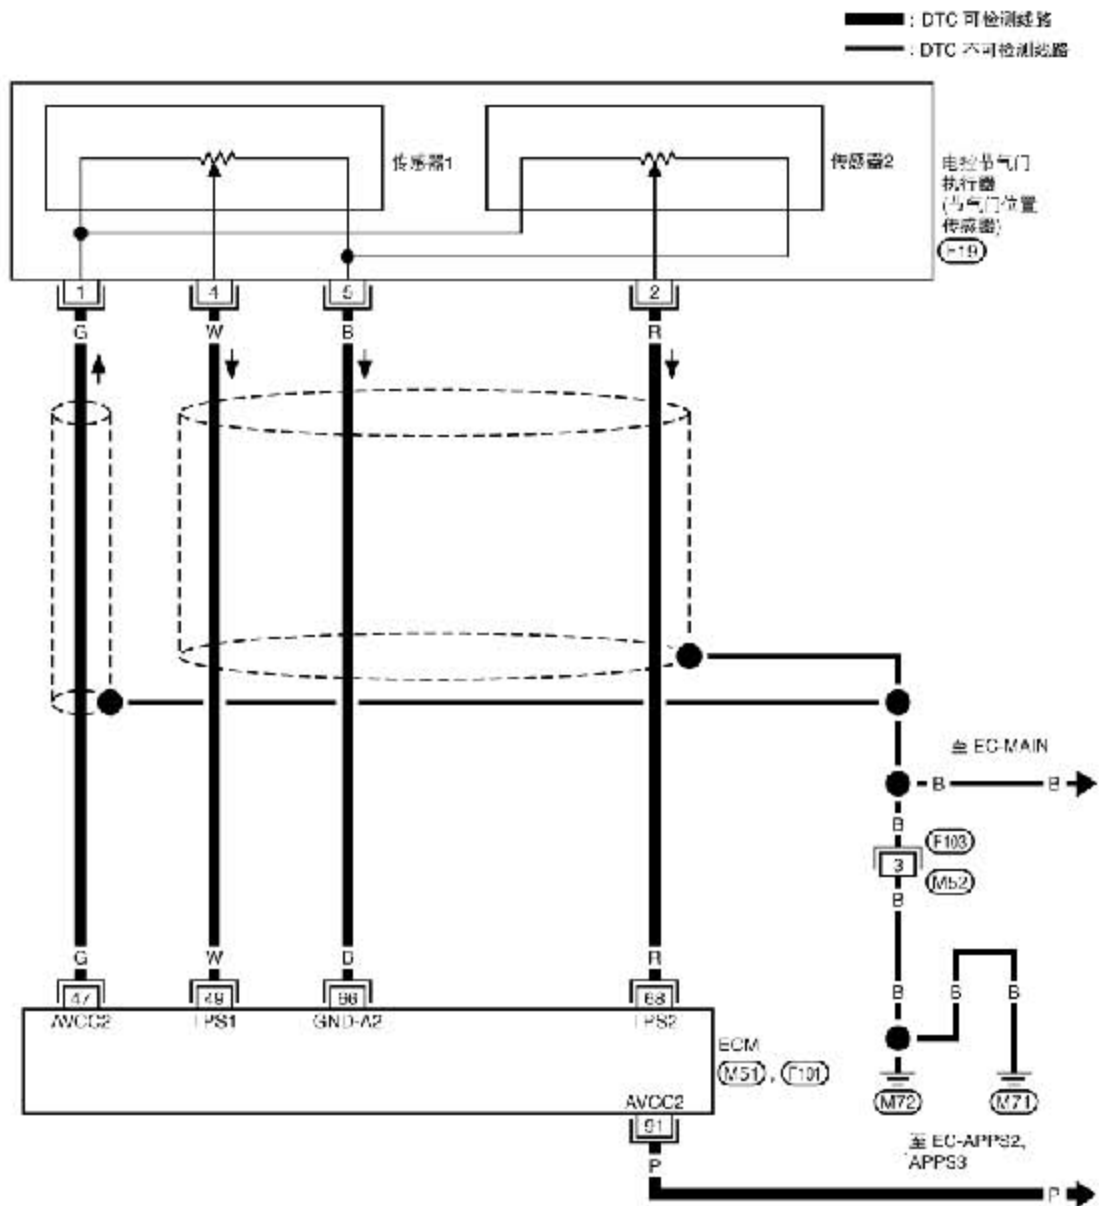 : DTC 可检测线路
: DTC 不可检测线路
传感器1
传感器2
电控节气门
执行器
(节气门位置
传感器)
F19
1
4
5
2
G
W
B
R
至 EC-MAIN
B
B
B
F103
3
M52
B
G
W
B
R
B
B
B
47
49
66
68
AVCC2
TPS1
GND-A2
TPS2
ECM
M51 , F101
M72
M71
AVCC2
91
至 EC-APPS2,
APPS3
P
P